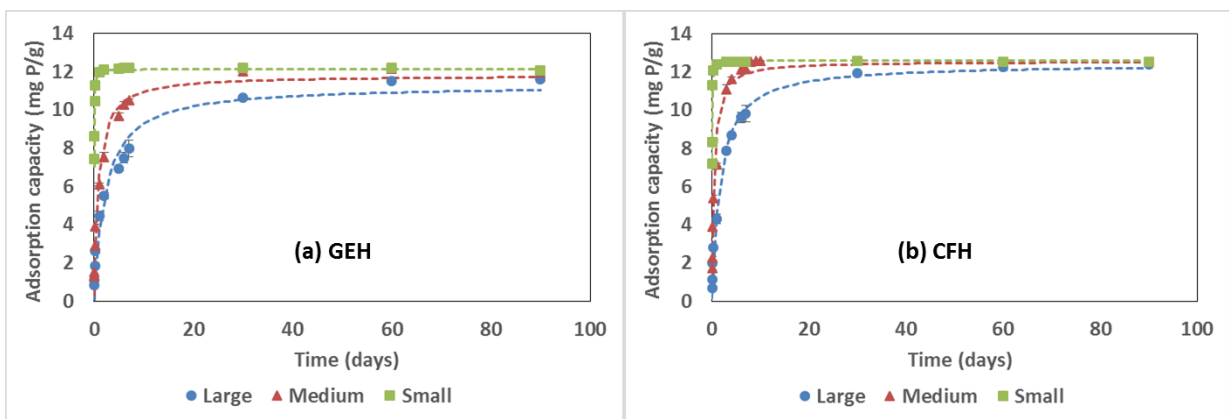 Adsorption capacity (mg P/g)
14
12
10
8
6
4
2
0
(a) GEH
0 20 40 60 80 100
Time (days)
Large Medium Small
Adsorption capacity (mg P/g)
14
12
10
8
6
4
2
0
(b) CFH
0 20 40 60 80 100
Time (days)
Large Medium Small